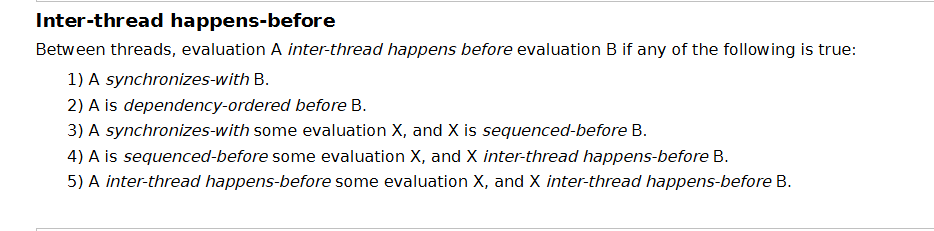 Inter-thread happens-before
Between threads, evaluation A inter-thread happens before evaluation B if any of the following is true:
1) A synchronizes-with B.
2) A is dependency-ordered before B.
3) A synchronizes-with some evaluation X, and X is sequenced-before B.
4) A is sequenced-before some evaluation X, and X inter-thread happens-before B.
5) A inter-thread happens-before some evaluation X, and X inter-thread happens-before B.